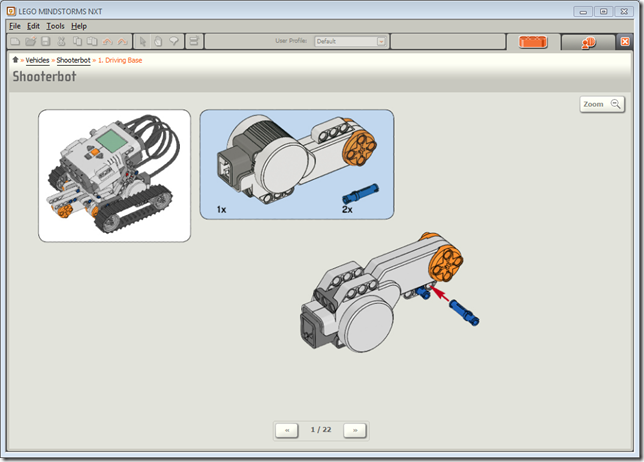 LEGO MINDSTORMS NXT
File Edit Tools Help
User Profile: Default
» Vehicles » Shooterbot » 1. Driving Base
Shooterbot
Zoom
1x 2x
« 1 / 22 »